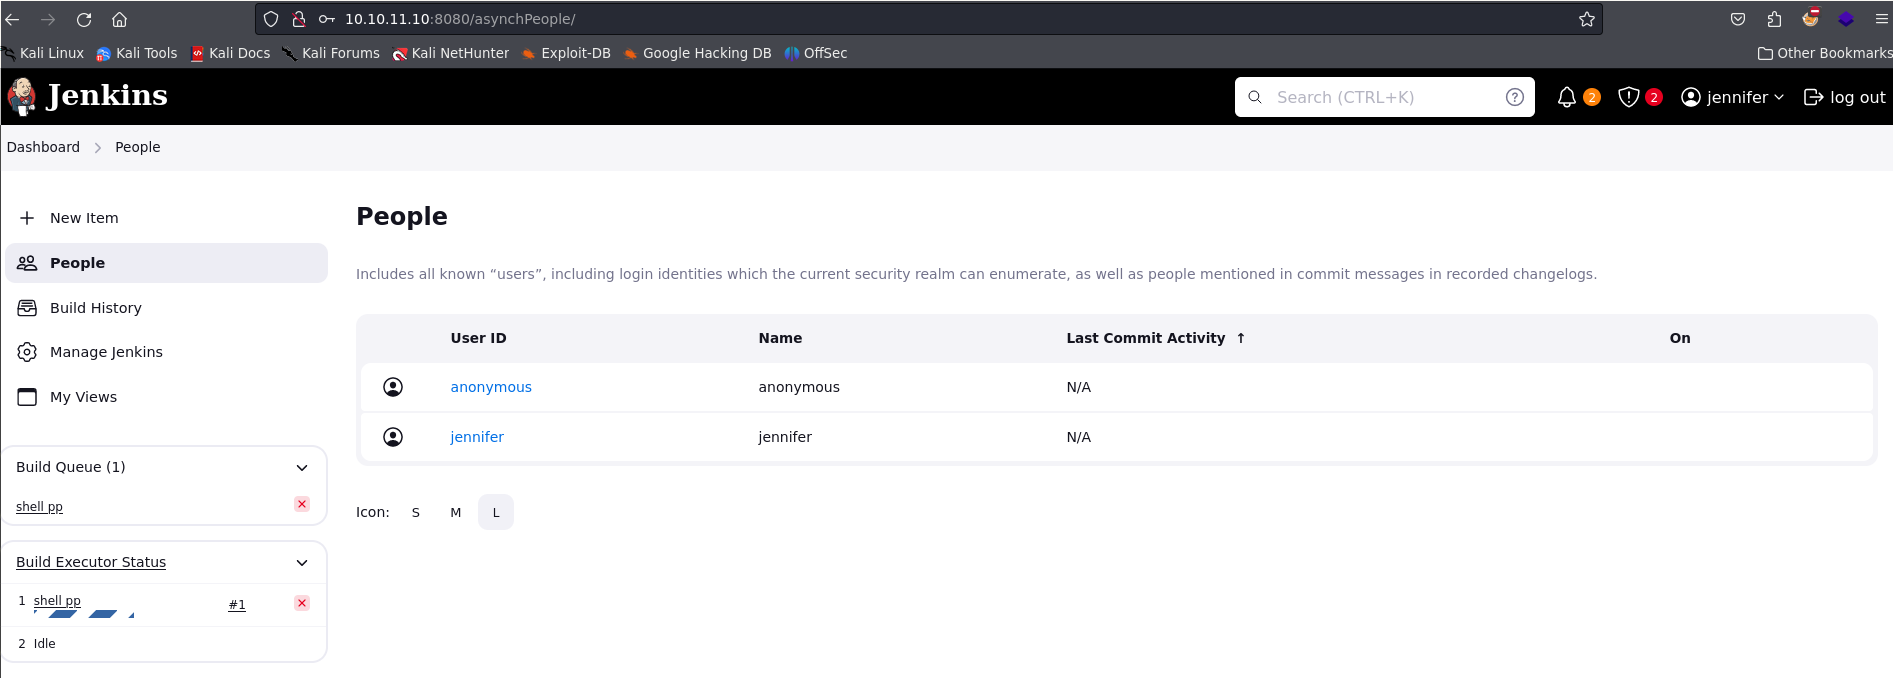 10.10.11.10:8080/asynchPeople/
Kali Linux Kali Tools Kali Docs Kali Forums Kali NetHunter Exploit-DB Google Hacking DB OffSec Other Bookmarks
Jenkins Search (CTRL+K) ? 2 2 jennifer log out
Dashboard People
New Item
People
Build History
Manage Jenkins
My Views
Build Queue (1)
shell pp
Build Executor Status
1 shell pp #1
2 Idle
People
Includes all known “users”, including login identities which the current security realm can enumerate, as well as people mentioned in commit messages in recorded changelogs.
User ID Name Last Commit Activity ↑ On
anonymous anonymous N/A
jennifer jennifer N/A
Icon: S M L